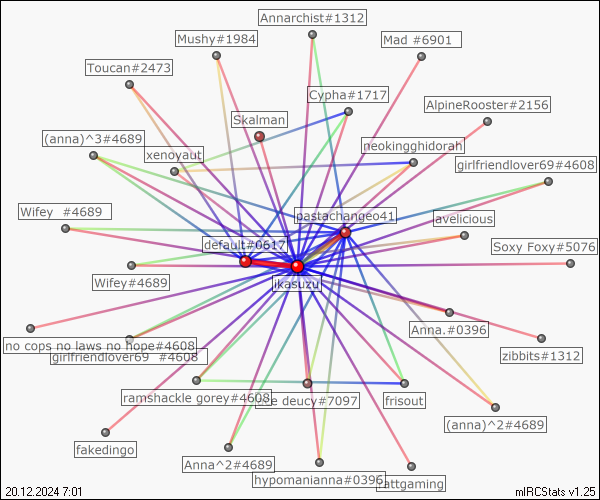 Annarchist#1312
Mushy#1984
Mad #6901
Toucan#2473
Cypha#1717
AlpineRooster#2156
Skalman
(anna)^3#4689
neokingghidorah
xenoyaut
girlfriendlover69#4608
Wifey #4689
pastachangeo41
avelicious
default#0617
Soxy Foxy#5076
Wifey#4689
likasuzu
Anna.#0396
no cops no laws no hope#4608
girlfriendlover69 #4608
zibbits#1312
ramshackle gorey#4608
deucy#7097
frisout
(anna)^2#4689
fakedingo
Anna^2#4689
hypomanianna#0396
rattgaming
20.12.2024 7:01
mIRCStats v1.25